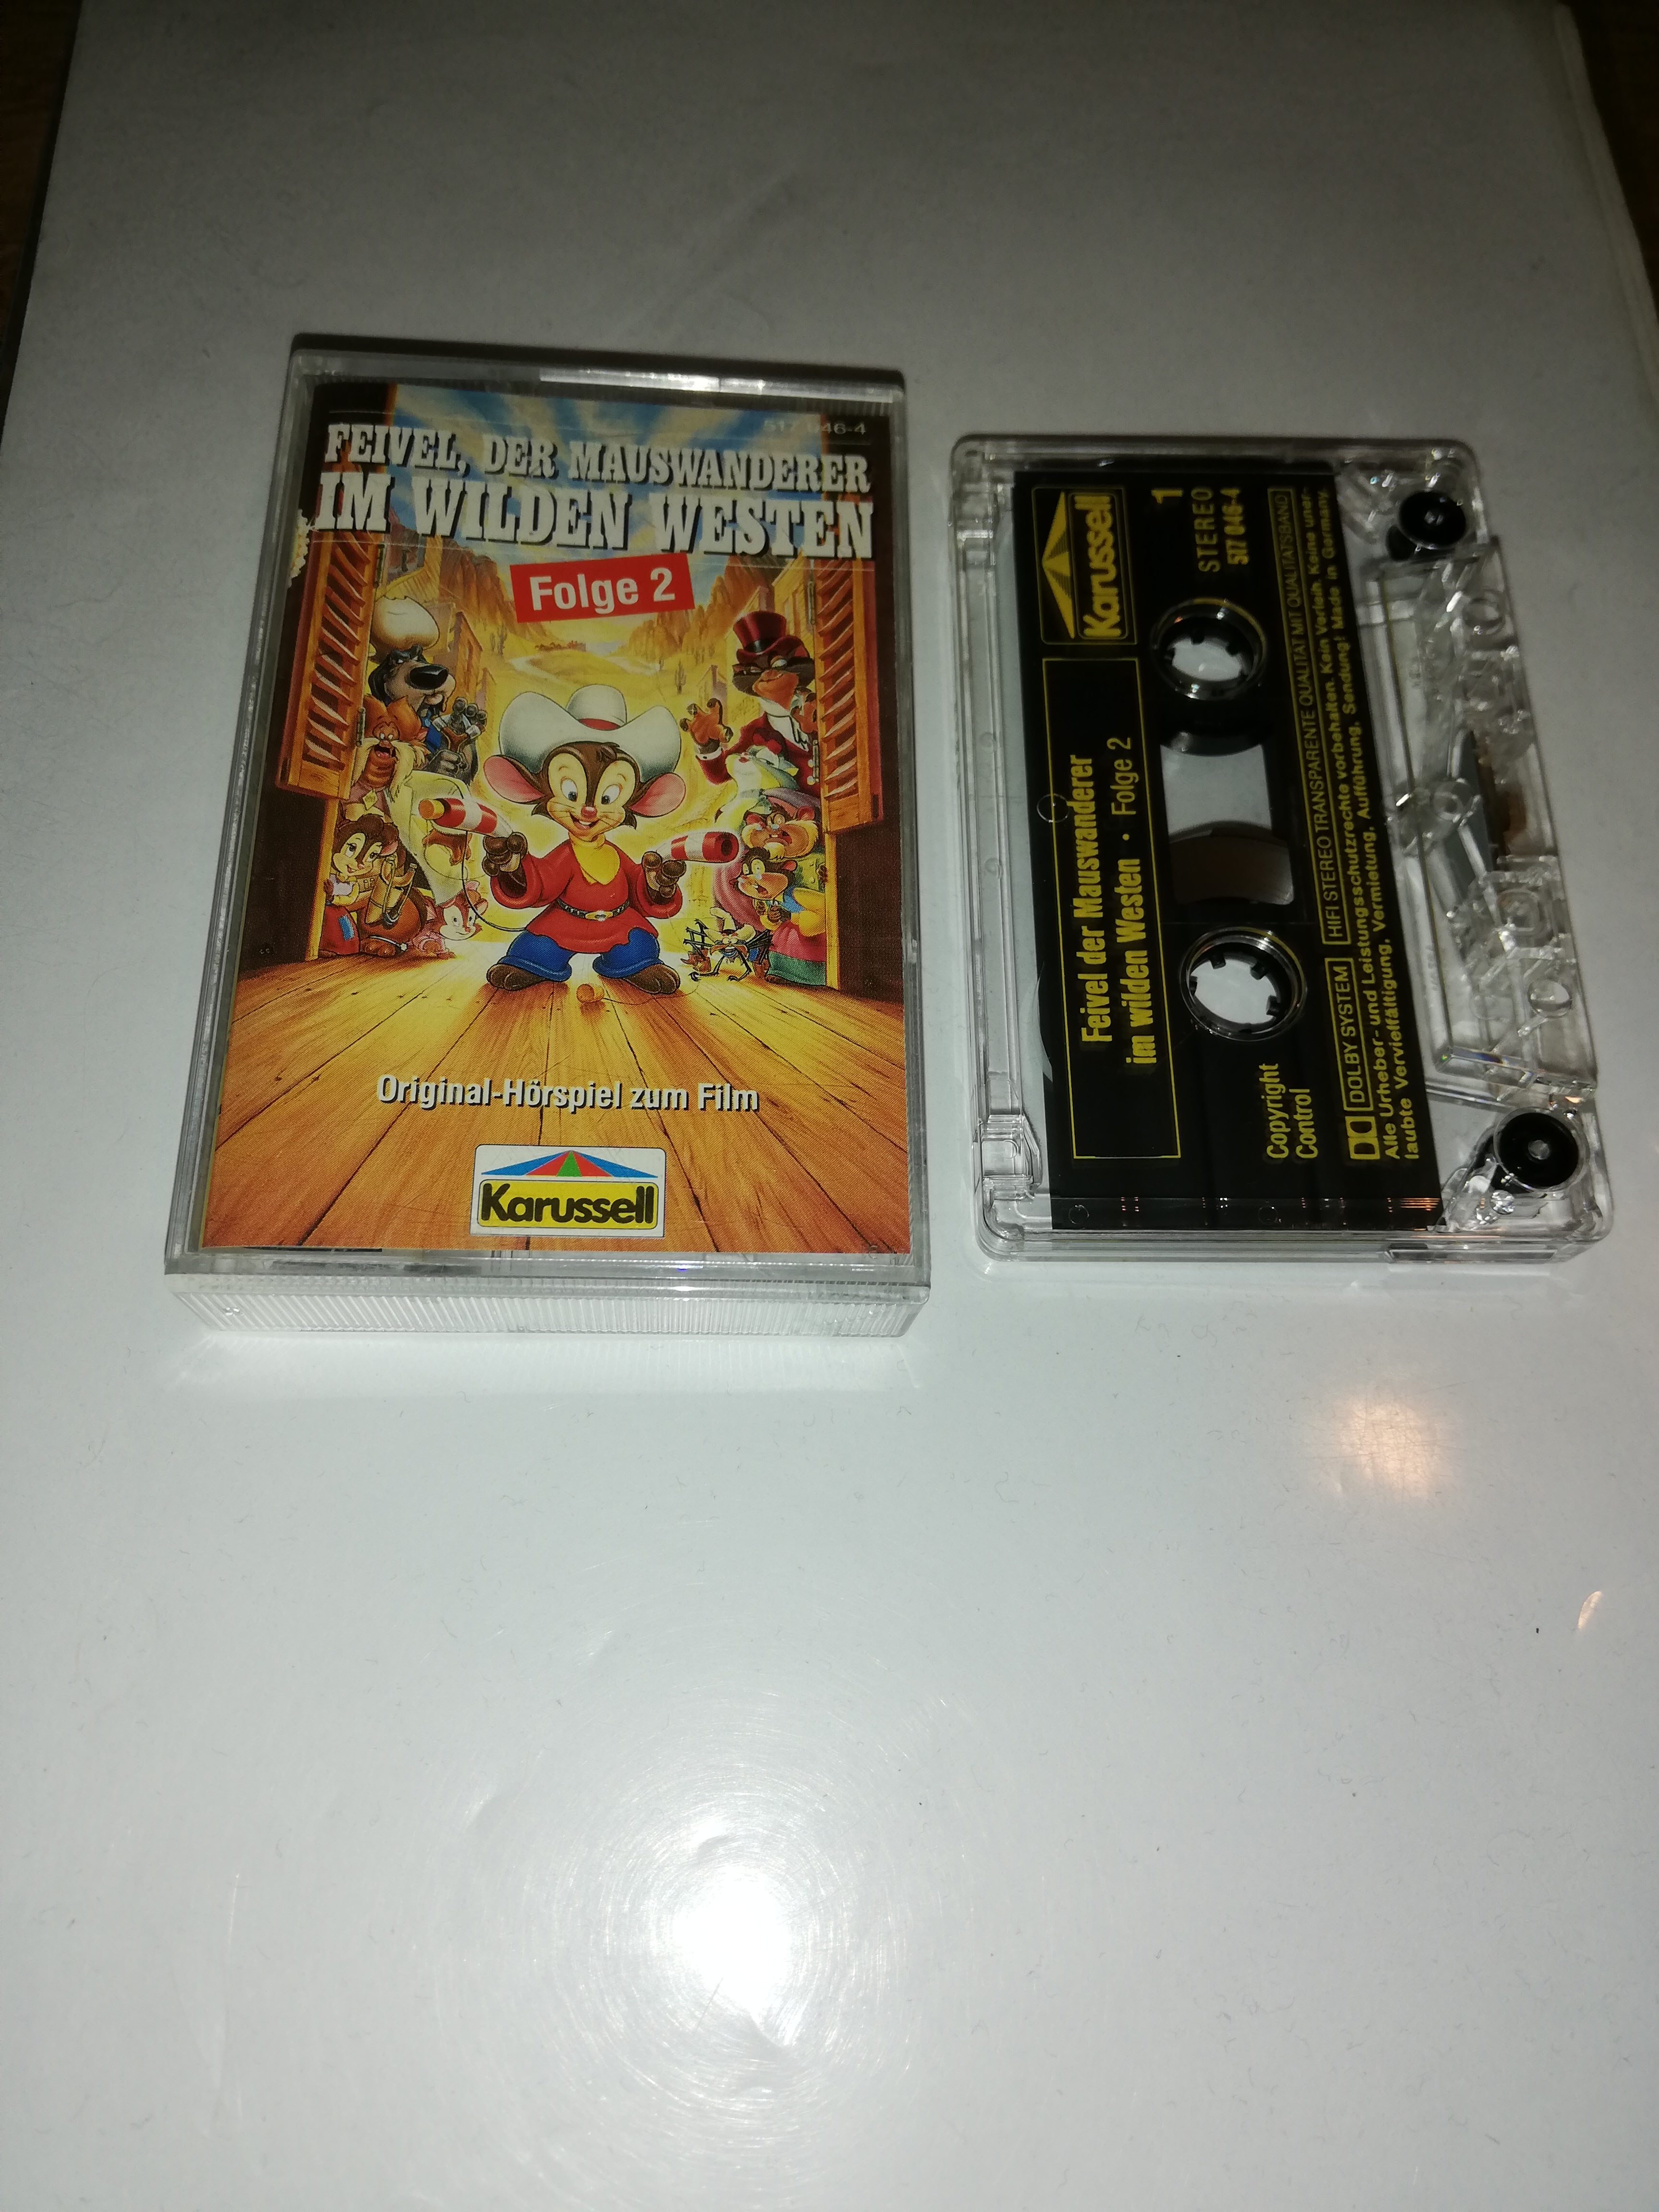 517 046-4
FEIVEL, DER MAUSWANDERER
IM WILDEN WESTEN
Folge 2
Original-Hörspiel zum Film
Karussell
Karussell
1
STEREO
517 046-4
Feivel der Mauswanderer
im wilden Westen · Folge 2
Copyright
Control
DOLBY SYSTEM
HIFI STEREO TRANSPARENTE QUALITÄT MIT QUALITÄTSBAND
Alle Urheber- und Leistungsschutzrechte vorbehalten. Kein Verleih. Keine uner-
laubte Vervielfältigung, Vermietung, Aufführung, Sendung! Made in Germany.